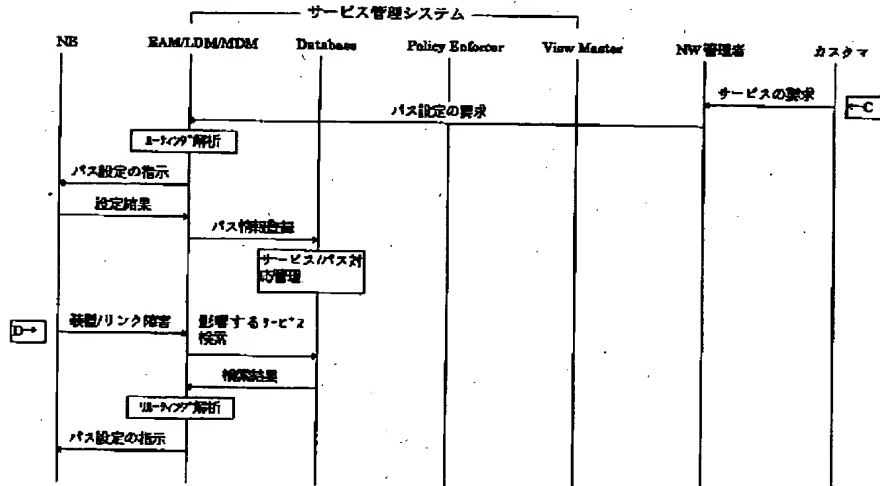 サービス管理システム
NE
EAM/LDM/MDM
Database
Policy Enforcer
View Master
NW管理者
カスタマ
サービスの要求
←C
パス設定の要求
ルーティング解析
パス設定の指示
設定結果
パス情報登録
サービス/パス対
応管理
D→
装置/リンク障害
影響するサービス
検索
検索結果
リルーティング解析
パス設定の指示